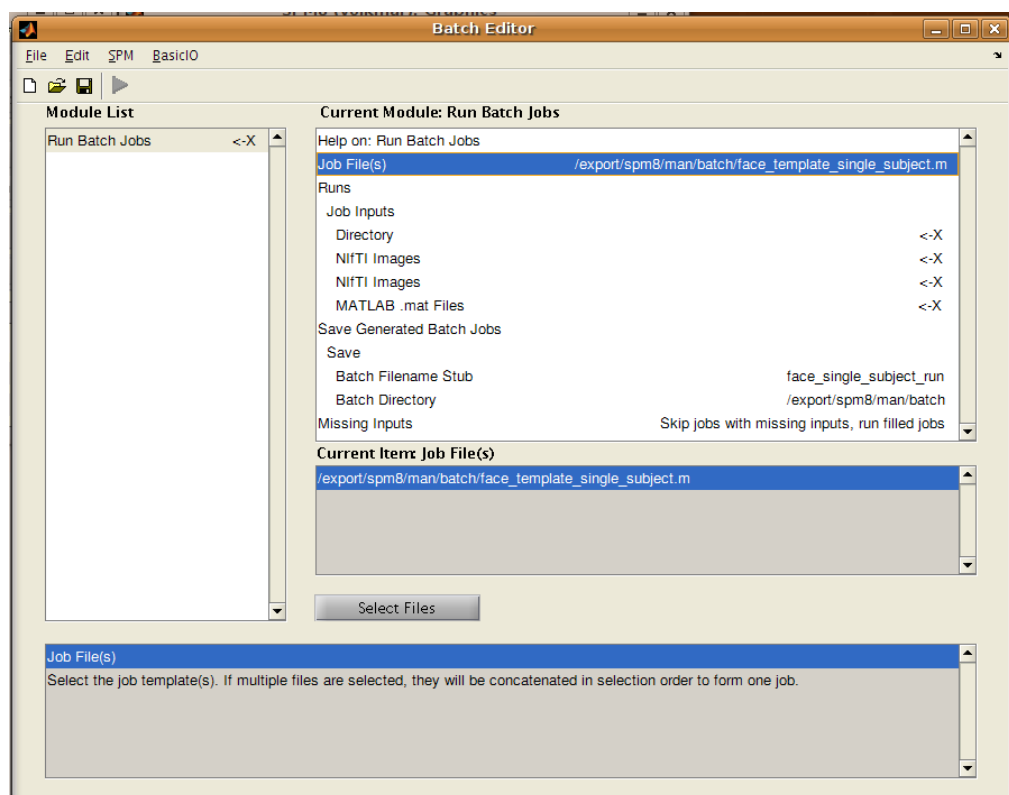 Batch Editor
File Edit SPM BasicIO
Module List
Run Batch Jobs <-X
Current Module: Run Batch Jobs
Help on: Run Batch Jobs
Job File(s) /export/spm8/man/batch/face_template_single_subject.m
Runs
Job Inputs
Directory <-X
NIfTI Images <-X
NIfTI Images <-X
MATLAB .mat Files <-X
Save Generated Batch Jobs
Save
Batch Filename Stub face_single_subject_run
Batch Directory /export/spm8/man/batch
Missing Inputs Skip jobs with missing inputs, run filled jobs
Current Item: Job File(s)
/export/spm8/man/batch/face_template_single_subject.m
Select Files
Job File(s)
Select the job template(s). If multiple files are selected, they will be concatenated in selection order to form one job.